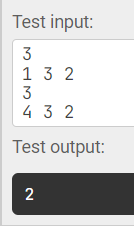 Test input:
3
1 3 2
3
4 3 2
Test output:
2